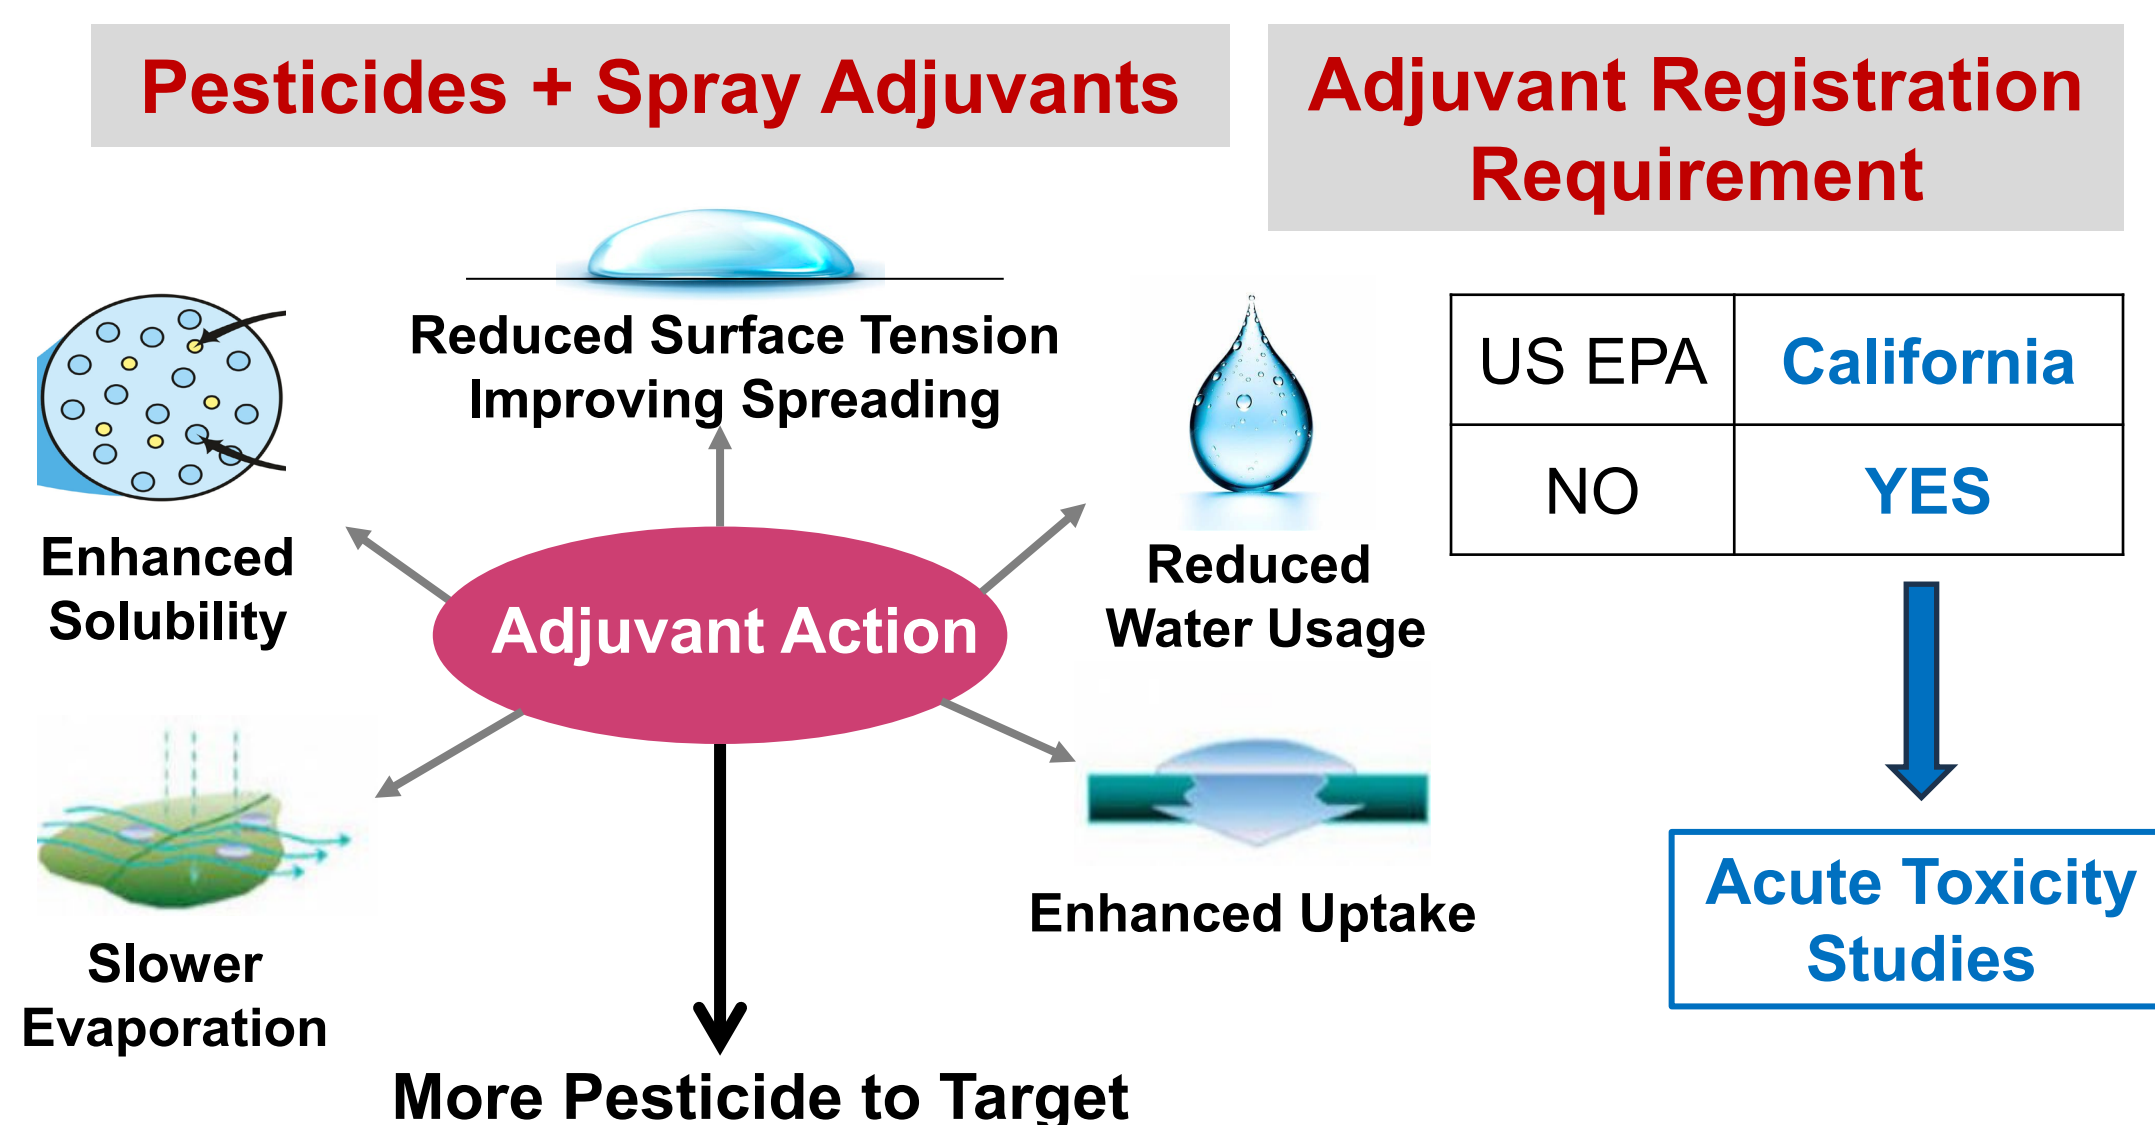 Pesticides + Spray Adjuvants
Reduced Surface Tension
Improving Spreading
Enhanced
Solubility
Adjuvant Action
Reduced
Water Usage
Slower
Evaporation
Enhanced Uptake
More Pesticide to Target
Adjuvant Registration
Requirement
US EPA California
NO YES
Acute Toxicity
Studies